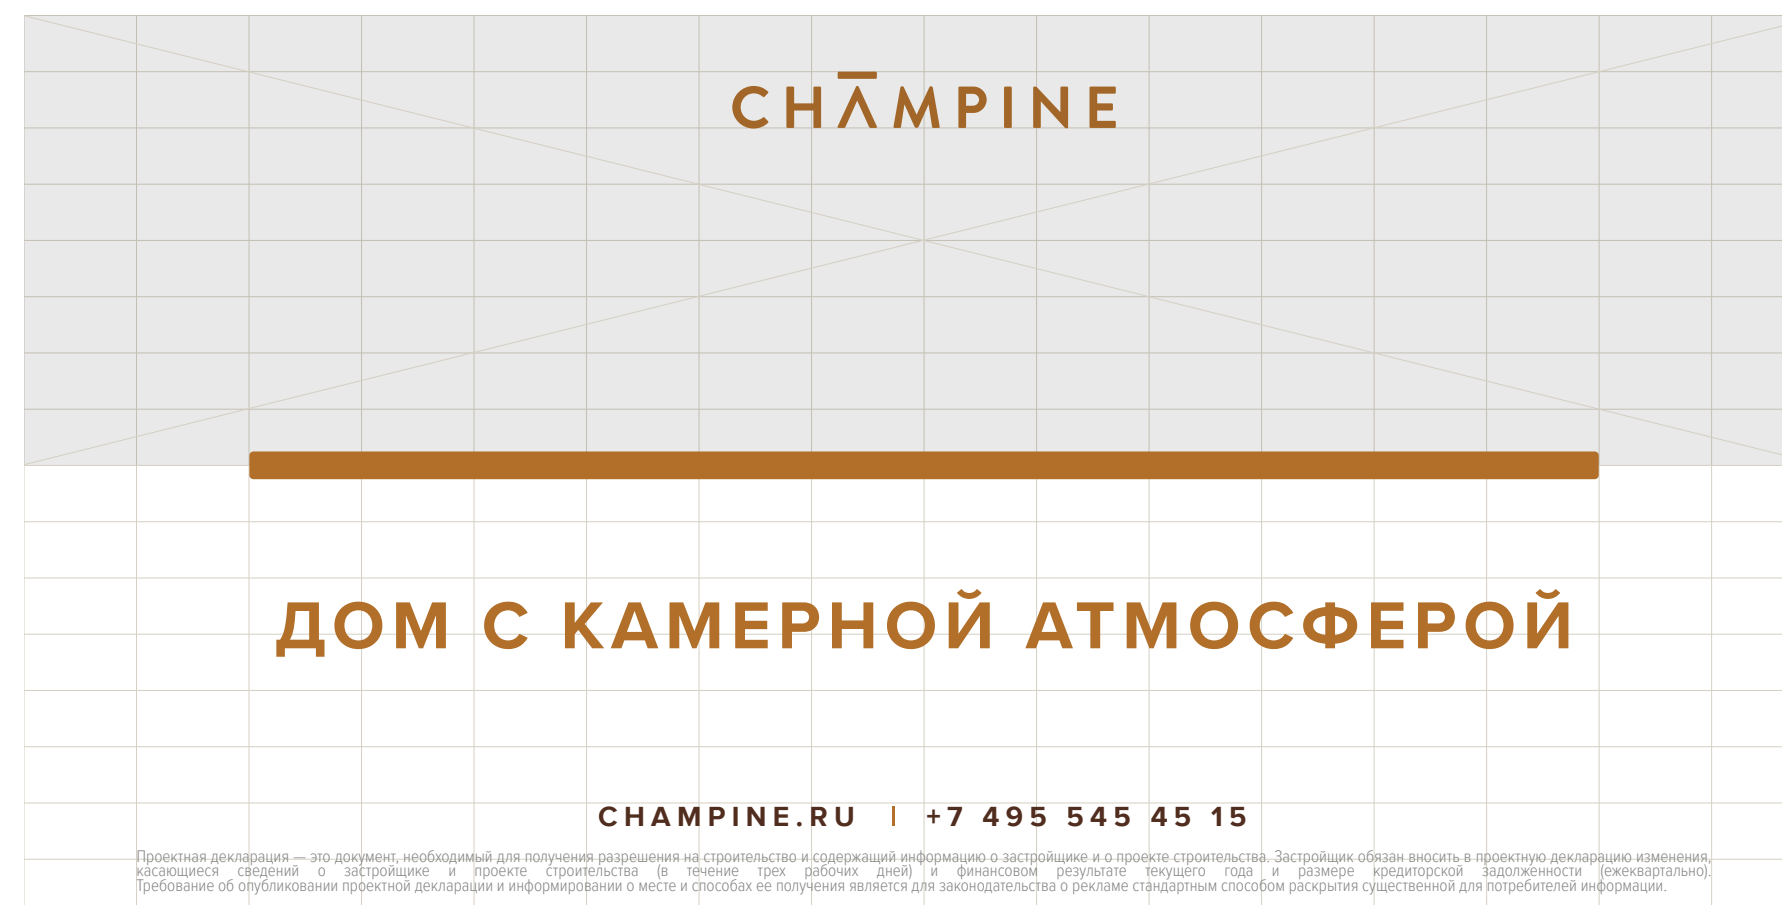 CHĀMPINE
ДОМ С КАМЕРНОЙ АТМОСФЕРОЙ
CHAMPINE.RU | +7 495 545 45 15
Проектная декларация — это документ, необходимый для получения разрешения на строительство и содержащий информацию о застройщике и о проекте строительства. Застройщик обязан вносить в проектную декларацию изменения,
касающиеся сведений о застройщике и проекте строительства (в течение трех рабочих дней) и финансовом результате текущего года и размере кредиторской задолженности (ежеквартально).
Требование об опубликовании проектной декларации и информировании о месте и способах ее получения является для законодательства о рекламе стандартным способом раскрытия существенной для потребителей информации.